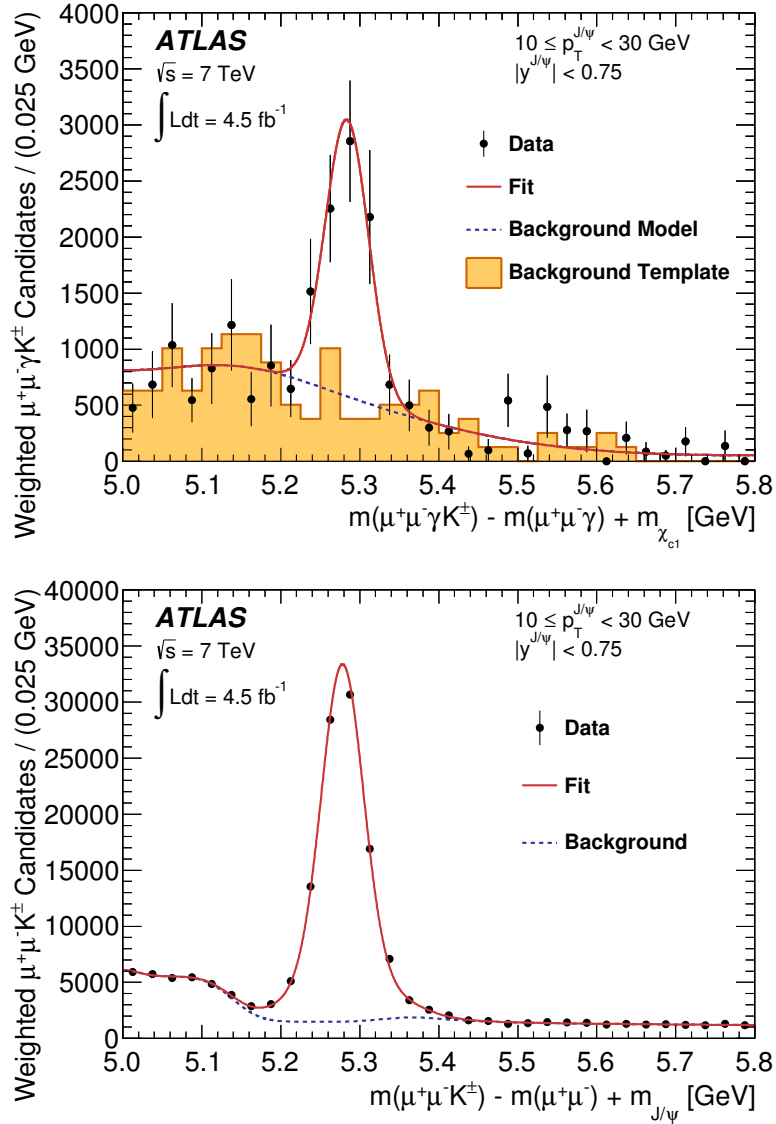 Weighted μ⁺μ⁻γK± Candidates / (0.025 GeV)
4000
3500
3000
2500
2000
1500
1000
500
0
ATLAS
√s = 7 TeV
∫ Ldt = 4.5 fb⁻¹
10 ≤ p_T^{J/ψ} < 30 GeV
|y^{J/ψ}| < 0.75
Data
Fit
Background Model
Background Template
5.0 5.1 5.2 5.3 5.4 5.5 5.6 5.7 5.8
m(μ⁺μ⁻γK±) - m(μ⁺μ⁻γ) + m_{χ_{c1}} [GeV]
Weighted μ⁺μ⁻K± Candidates / (0.025 GeV)
40000
35000
30000
25000
20000
15000
10000
5000
0
ATLAS
√s = 7 TeV
∫ Ldt = 4.5 fb⁻¹
10 ≤ p_T^{J/ψ} < 30 GeV
|y^{J/ψ}| < 0.75
Data
Fit
Background
5.0 5.1 5.2 5.3 5.4 5.5 5.6 5.7 5.8
m(μ⁺μ⁻K±) - m(μ⁺μ⁻) + m_{J/ψ} [GeV]